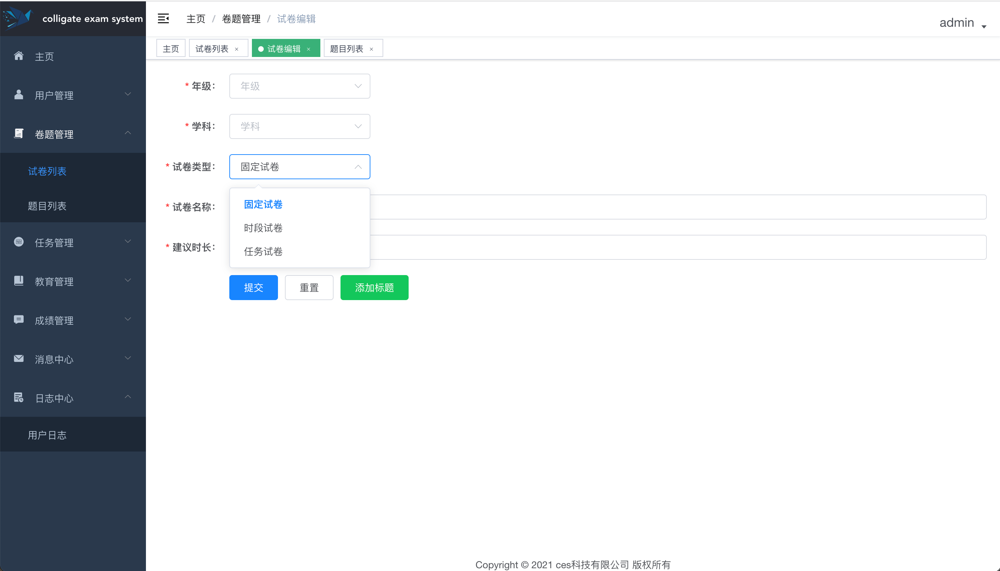 colligate exam system
主页 / 卷题管理 / 试卷编辑
admin
主页
试卷列表 ×
试卷编辑 ×
题目列表 ×
主页
用户管理
卷题管理
试卷列表
题目列表
任务管理
教育管理
成绩管理
消息中心
日志中心
用户日志
* 年级： 年级
* 学科： 学科
* 试卷类型： 固定试卷
固定试卷
时段试卷
任务试卷
* 试卷名称：
* 建议时长：
提交
重置
添加标题
Copyright © 2021 ces科技有限公司 版权所有